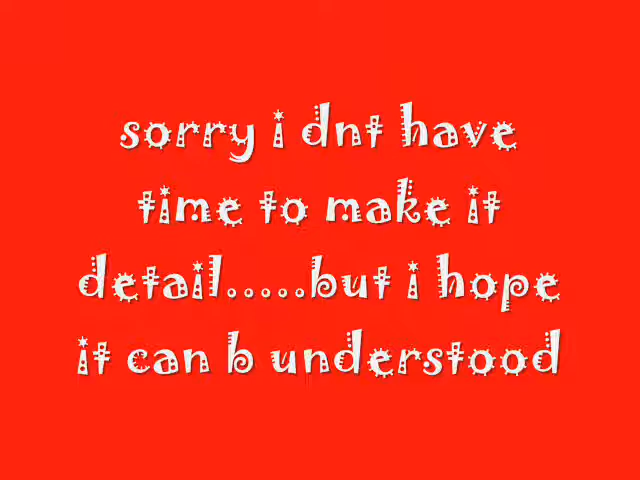 sorry i dnt have
time to make it
detail.....but i hope
it can b understood